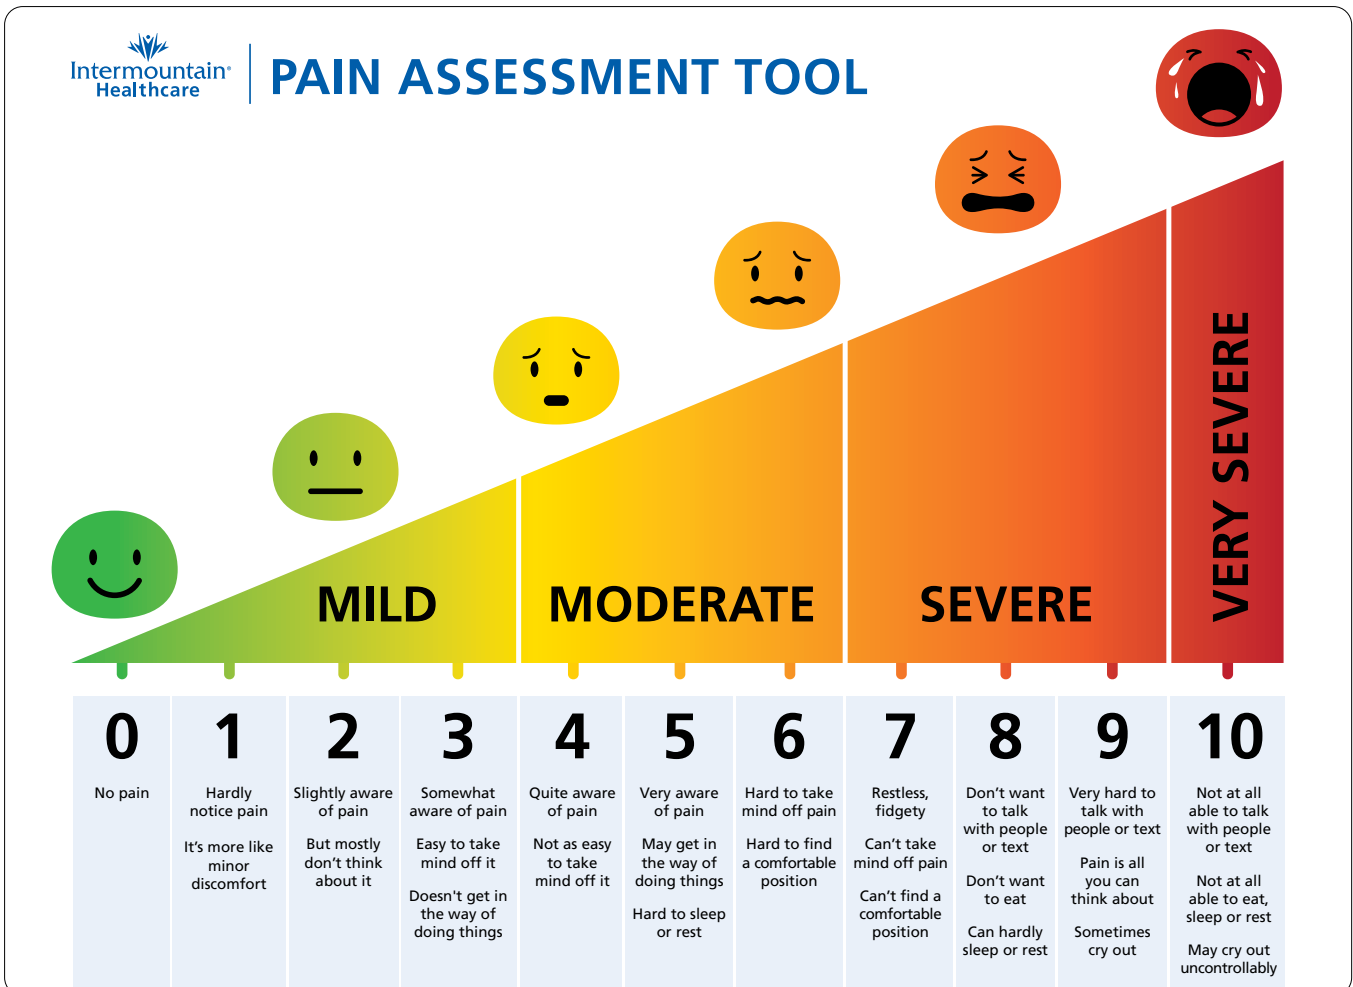 Intermountain®
Healthcare
PAIN ASSESSMENT TOOL
MILD
MODERATE
SEVERE
VERY SEVERE
0
No pain
1
Hardly
notice pain
It's more like
minor
discomfort
2
Slightly aware
of pain
But mostly
don't think
about it
3
Somewhat
aware of pain
Easy to take
mind off it
Doesn't get in
the way of
doing things
4
Quite aware
of pain
Not as easy
to take
mind off it
5
Very aware
of pain
May get in
the way of
doing things
Hard to sleep
or rest
6
Hard to take
mind off pain
Hard to find
a comfortable
position
7
Restless,
fidgety
Can't take
mind off pain
Can't find a
comfortable
position
8
Don't want
to talk
with people
or text
Don't want
to eat
Can hardly
sleep or rest
9
Very hard to
talk with
people or text
Pain is all
you can
think about
Sometimes
cry out
10
Not at all
able to talk
with people
or text
Not at all
able to eat,
sleep or rest
May cry out
uncontrollably